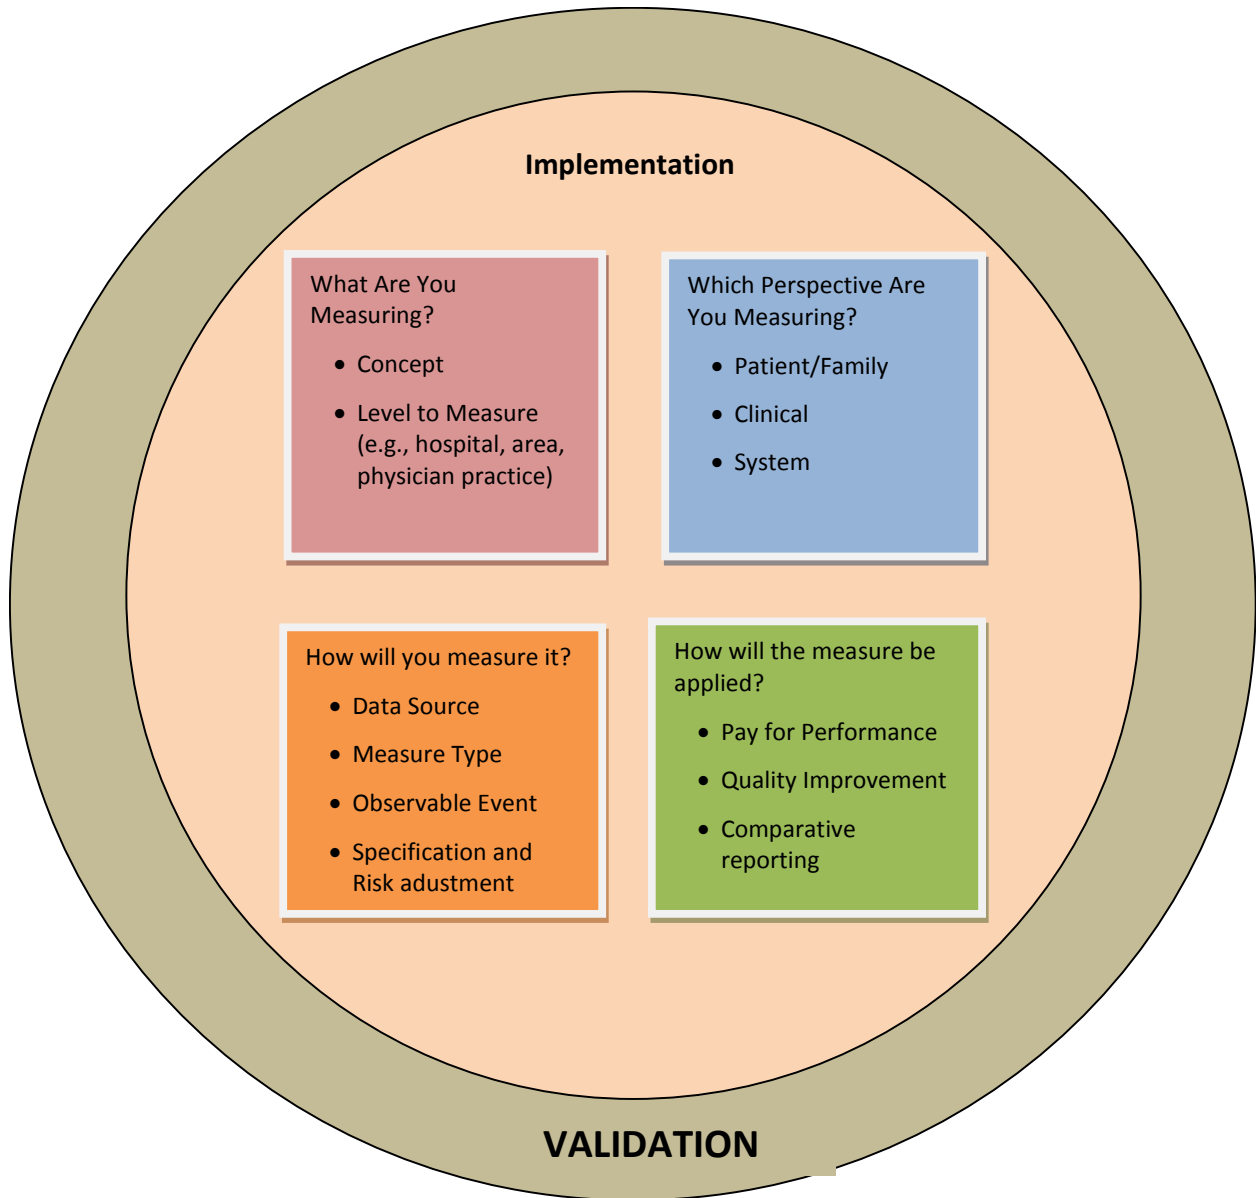 Implementation
What Are You
Measuring?
• Concept
• Level to Measure
(e.g., hospital, area,
physician practice)
Which Perspective Are
You Measuring?
• Patient/Family
• Clinical
• System
How will you measure it?
• Data Source
• Measure Type
• Observable Event
• Specification and
Risk adustment
How will the measure be
applied?
• Pay for Performance
• Quality Improvement
• Comparative
reporting
VALIDATION